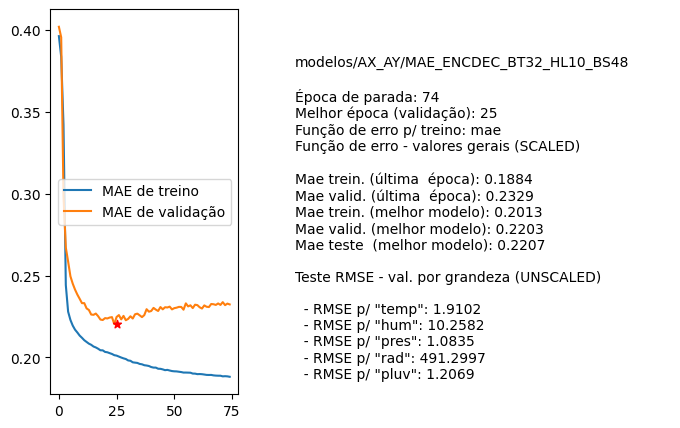 0.40
0.35
0.30
0.25
0.20
0
25
50
75
MAE de treino
MAE de validação
modelos/AX_AY/MAE_ENCDEC_BT32_HL10_BS48
Época de parada: 74
Melhor época (validação): 25
Função de erro p/ treino: mae
Função de erro - valores gerais (SCALED)
Mae trein. (última  época): 0.1884
Mae valid. (última  época): 0.2329
Mae trein. (melhor modelo): 0.2013
Mae valid. (melhor modelo): 0.2203
Mae teste  (melhor modelo): 0.2207
Teste RMSE - val. por grandeza (UNSCALED)
- RMSE p/ "temp": 1.9102
- RMSE p/ "hum": 10.2582
- RMSE p/ "pres": 1.0835
- RMSE p/ "rad": 491.2997
- RMSE p/ "pluv": 1.2069